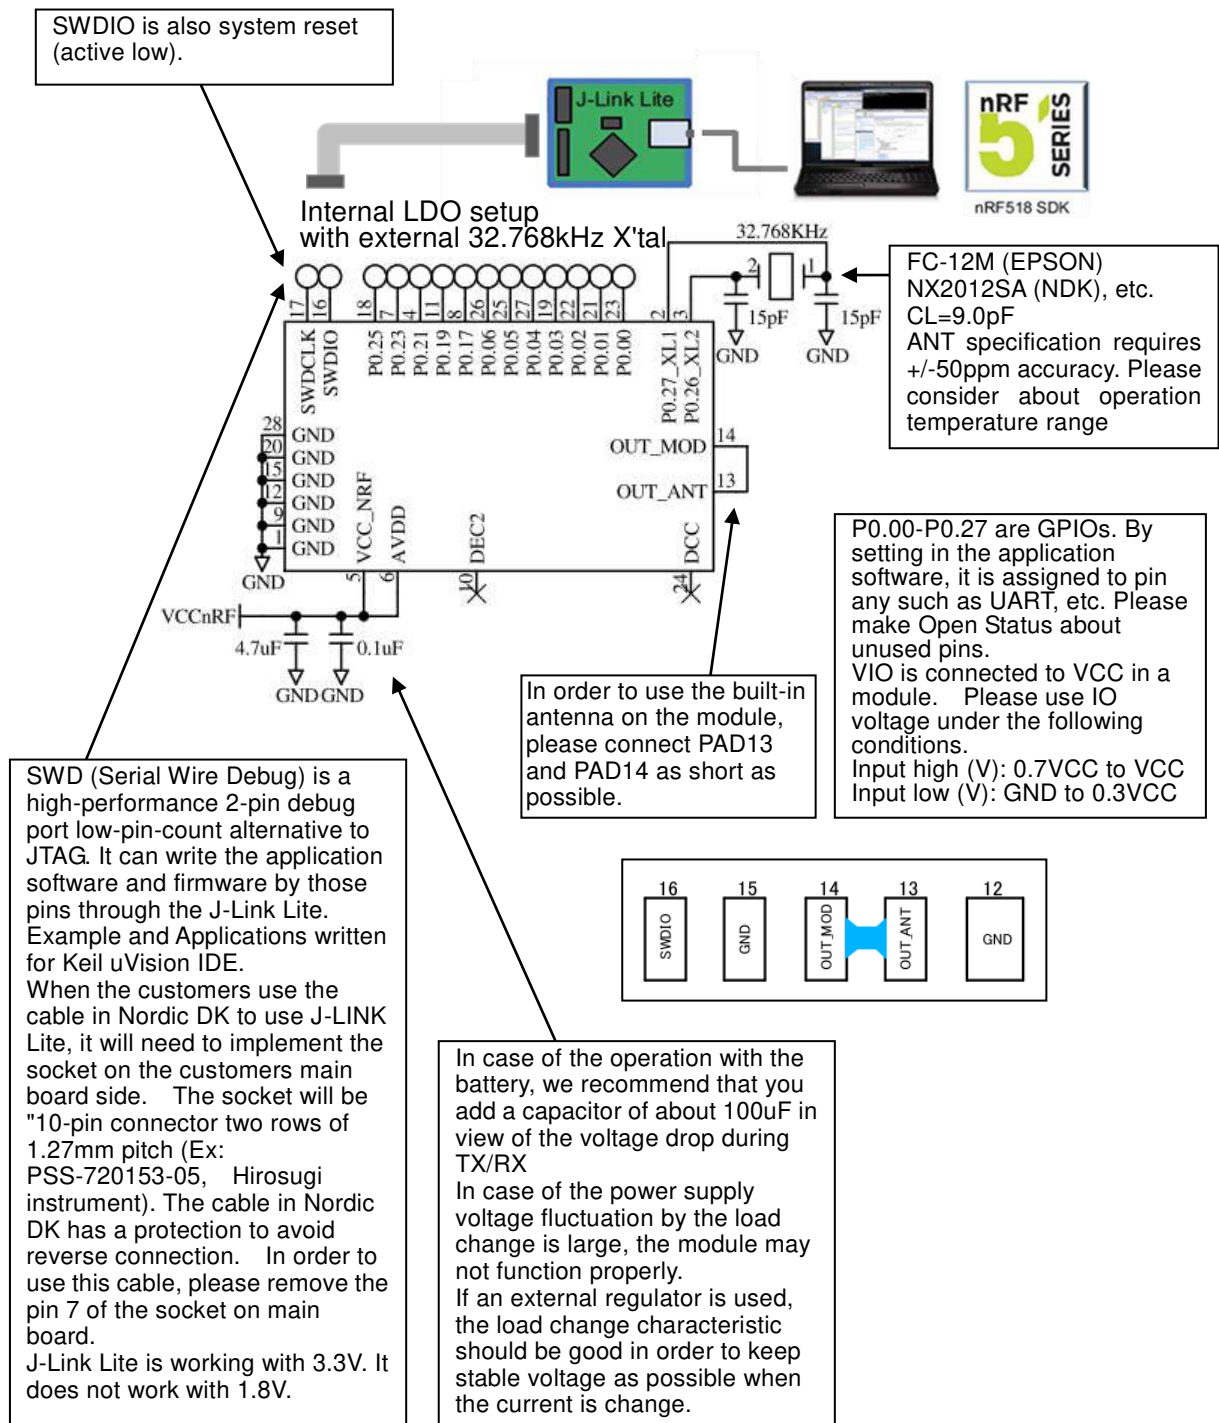 SWDIO is also system reset
(active low).
J-Link Lite
nRF
5
SERIES
nRF518 SDK
Internal LDO setup
with external 32.768kHz X'tal
32.768KHz
2
1
15pF
15pF
GND
GND
FC-12M (EPSON)
NX2012SA (NDK), etc.
CL=9.0pF
ANT specification requires
+/-50ppm accuracy. Please
consider about operation
temperature range
17
16
18
7
4
11
8
26
25
27
19
22
21
23
2
3
SWDCLK
SWDIO
P0.25
P0.23
P0.21
P0.19
P0.17
P0.06
P0.05
P0.04
P0.03
P0.02
P0.01
P0.00
P0.27_XL1
P0.26_XL2
28
GND
20
GND
15
GND
12
GND
9
GND
1
GND
GND
OUT_MOD
14
OUT_ANT
13
VCC_NRF
AVDD
DEC2
DCC
5
6
10
24
VCCnRF
4.7uF
0.1uF
GND
GND
P0.00-P0.27 are GPIOs. By
setting in the application
software, it is assigned to pin
any such as UART, etc. Please
make Open Status about
unused pins.
VIO is connected to VCC in a
module. Please use IO
voltage under the following
conditions.
Input high (V): 0.7VCC to VCC
Input low (V): GND to 0.3VCC
In order to use the built-in
antenna on the module,
please connect PAD13
and PAD14 as short as
possible.
SWD (Serial Wire Debug) is a
high-performance 2-pin debug
port low-pin-count alternative to
JTAG. It can write the application
software and firmware by those
pins through the J-Link Lite.
Example and Applications written
for Keil uVision IDE.
When the customers use the
cable in Nordic DK to use J-LINK
Lite, it will need to implement the
socket on the customers main
board side. The socket will be
"10-pin connector two rows of
1.27mm pitch (Ex:
PSS-720153-05, Hirosugi
instrument). The cable in Nordic
DK has a protection to avoid
reverse connection. In order to
use this cable, please remove the
pin 7 of the socket on main
board.
J-Link Lite is working with 3.3V. It
does not work with 1.8V.
16
15
14
13
12
SWDIO
GND
OUT_MOD
OUT_ANT
GND
In case of the operation with the
battery, we recommend that you
add a capacitor of about 100uF in
view of the voltage drop during
TX/RX
In case of the power supply
voltage fluctuation by the load
change is large, the module may
not function properly.
If an external regulator is used,
the load change characteristic
should be good in order to keep
stable voltage as possible when
the current is change.